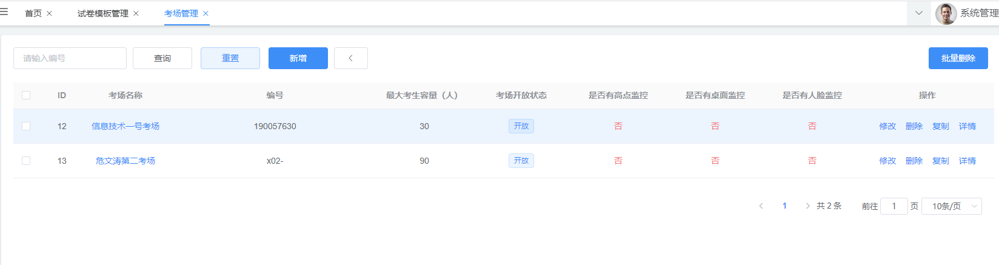 首页 试卷模板管理 考场管理 系统管理
请输入编号 查询 重置 新增 批量删除
ID 考场名称 编号 最大考生容量（人） 考场开放状态 是否有高点监控 是否有桌面监控 是否有人脸监控 操作
12 信息技术一号考场 190057630 30 开放 否 否 否 修改 删除 复制 详情
13 危文涛第二考场 x02- 90 开放 否 否 否 修改 删除 复制 详情
1 共 2 条 前往 1 页 10条/页